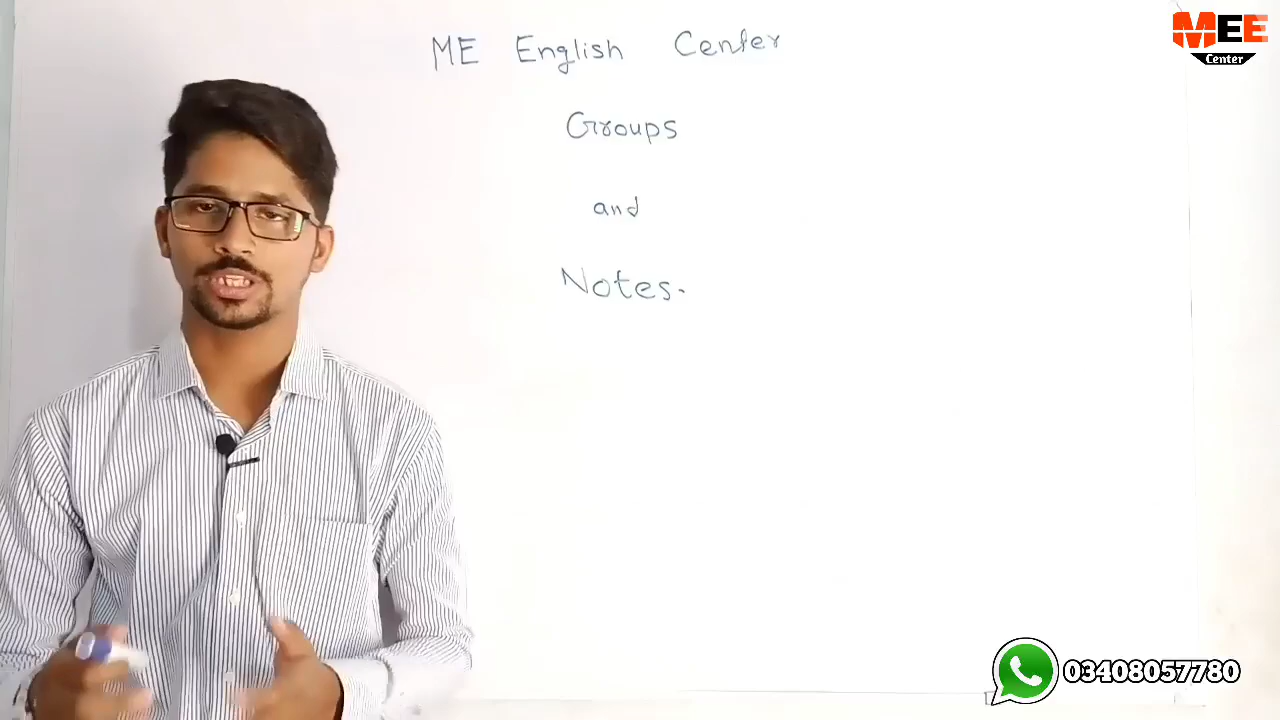 ME English Center
Groups
and
Notes.
MEE
Center
03408057780